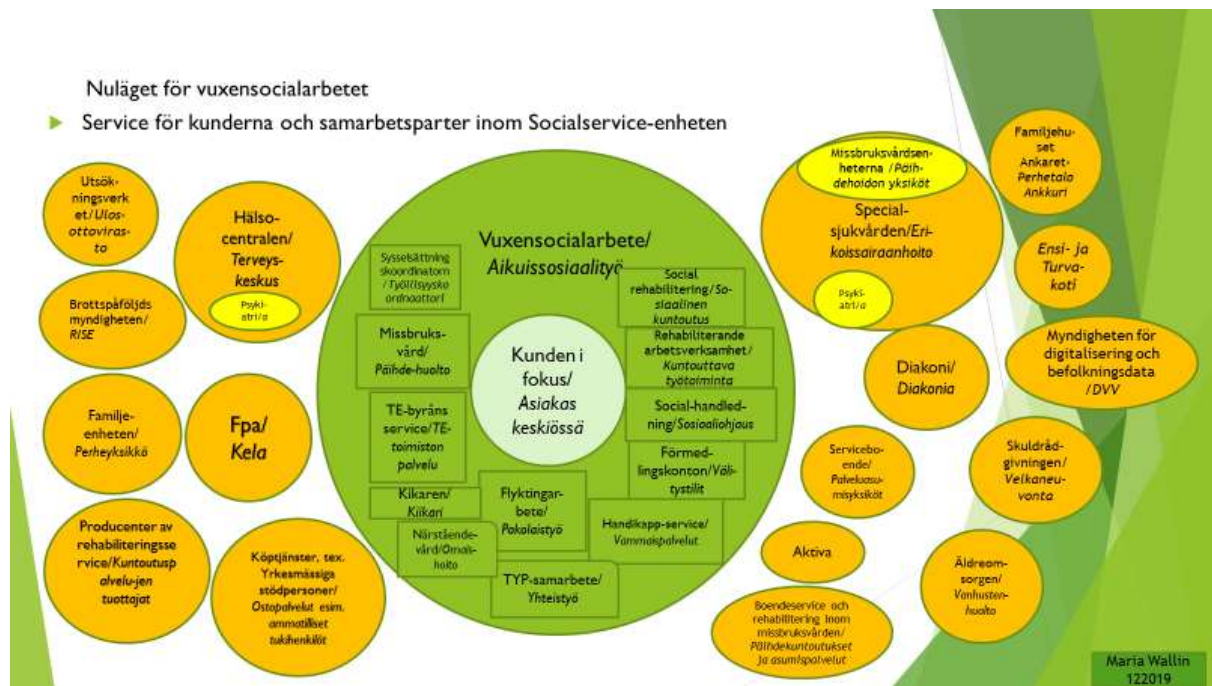 Nuläget för vuxensocialarbetet
Service för kunderna och samarbetsparter inom Socialservice-enheten
Utsök-
ningsverk
et/Ulos-
ottoviras-
to
Hälso-
centralen/
Terveys-
keskus
Psyki-
atri/a
Brottspåföljds
myndigheten/
RISE
Familje-
enheten/
Perheyksikkö
Fpa/
Kela
Producenter av
rehabiliteringsse
rvice/Kuntoutusp
alvelu-jen
tuottajat
Köptjänster, tex.
Yrkesmässiga
stödpersoner/
Ostopalvelut esim.
ammatilliset
tukihenkilöt
Vuxensocialarbete/
Aikuissosiaalityö
Sysselsättning
skoordinatorn
/Työllisyysko
ordnaattori
Missbruks-
vård/
Päihde-huolto
TE-byråns
service/TE-
toimiston
palvelu
Kikaren/
Kiikari
Närstående-
vård/Omais-
hoito
Kunden i
fokus/
Asiakas
keskiössä
Flyktingar-
bete/
Pakolaistyö
TYP-samarbete/
Yhteistyö
Social
rehabilitering/So-
siaalinen
kuntoutus
Rehabiliterande
arbetsverksamhet/
Kuntouttava
työtoiminta
Social-handled-
ning/Sosiaaliohjaus
Förmed-
lingskonton/Väli-
tystilit
Handikapp-service/
Vammaispalvelut
Missbruksvårdsen-
heterna /Päih-
dehoidon yksiköt
Special-
sjukvården/Eri-
koissairaanhoito
Psyki-
atri/a
Familjehu-
set
Ankaret-
Perhetalo
Ankkuri
Ensi- ja
Turva-
koti
Diakoni/
Diakonia
Myndigheten för
digitalisering och
befolkningsdata
/DVV
Servicebo-
ende/
Palveluasu-
misyksiköt
Skuldråd-
givningen/
Velkaneu-
vonta
Aktiva
Äldreom-
sorgen/
Vanhusten-
huolto
Boendeservice och
rehabilitering inom
missbruksvården/
Päihdekuntoutukset
ja asumispalvelut
Maria Wallin
122019